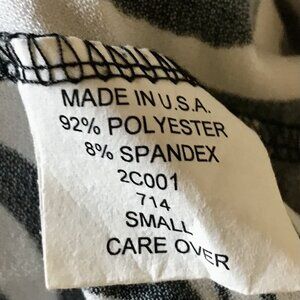 MADE IN U.S.A.
92% POLYESTER
8% SPANDEX
2C001
714
SMALL
CARE OVER